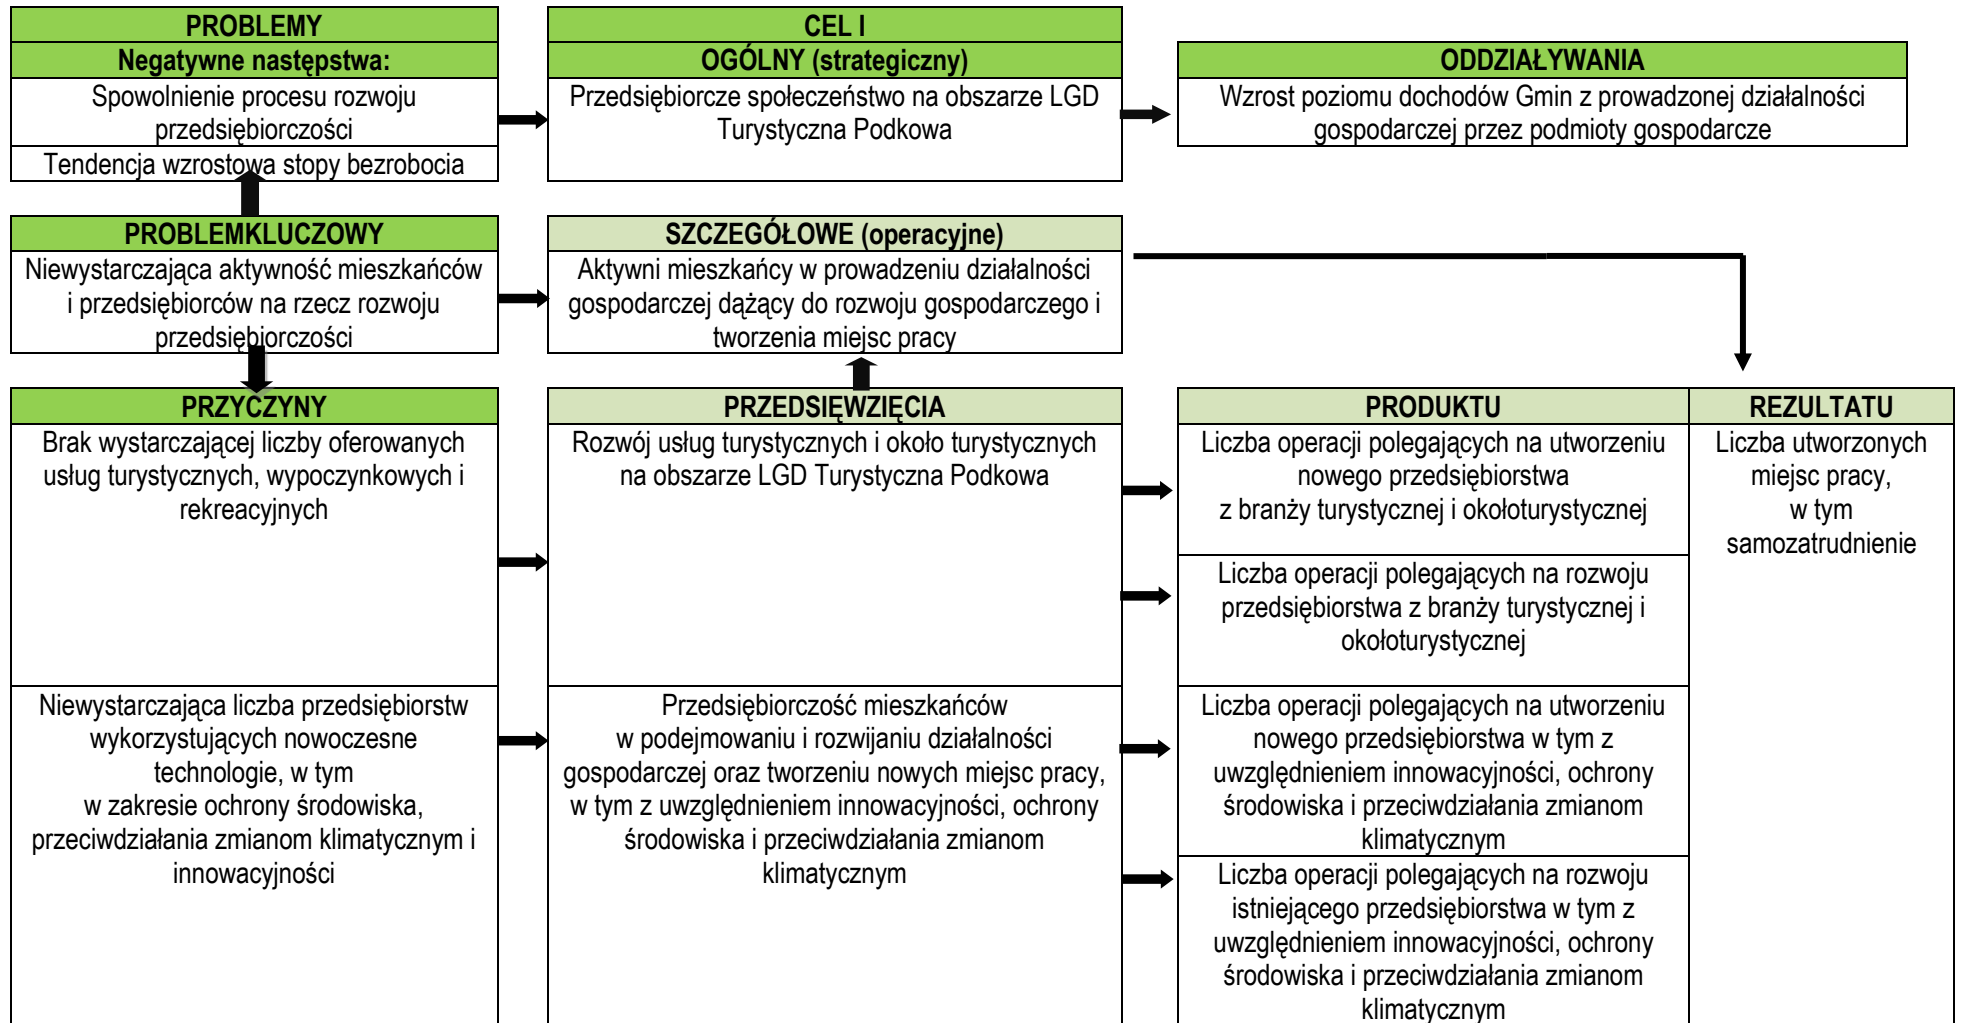 PROBLEMY
Negatywne następstwa:
Spowolnienie procesu rozwoju
przedsiębiorczości
Tendencja wzrostowa stopy bezrobocia
CEL I
OGÓLNY (strategiczny)
Przedsiębiorcze społeczeństwo na obszarze LGD
Turystyczna Podkowa
ODDZIAŁYWANIA
Wzrost poziomu dochodów Gmin z prowadzonej działalności
gospodarczej przez podmioty gospodarcze
PROBLEMKLUCZOWY
Niewystarczająca aktywność mieszkańców
i przedsiębiorców na rzecz rozwoju
przedsiębiorczości
SZCZEGÓŁOWE (operacyjne)
Aktywni mieszkańcy w prowadzeniu działalności
gospodarczej dążący do rozwoju gospodarczego i
tworzenia miejsc pracy
PRZYCZYNY
Brak wystarczającej liczby oferowanych
usług turystycznych, wypoczynkowych i
rekreacyjnych
Niewystarczająca liczba przedsiębiorstw
wykorzystujących nowoczesne
technologie, w tym
w zakresie ochrony środowiska,
przeciwdziałania zmianom klimatycznym i
innowacyjności
PRZEDSIĘWZIĘCIA
Rozwój usług turystycznych i około turystycznych
na obszarze LGD Turystyczna Podkowa
Przedsiębiorczość mieszkańców
w podejmowaniu i rozwijaniu działalności
gospodarczej oraz tworzeniu nowych miejsc pracy,
w tym z uwzględnieniem innowacyjności, ochrony
środowiska i przeciwdziałania zmianom
klimatycznym
PRODUKTU
Liczba operacji polegających na utworzeniu
nowego przedsiębiorstwa
z branży turystycznej i okołoturystycznej
Liczba operacji polegających na rozwoju
przedsiębiorstwa z branży turystycznej i
okołoturystycznej
Liczba operacji polegających na utworzeniu
nowego przedsiębiorstwa w tym z
uwzględnieniem innowacyjności, ochrony
środowiska i przeciwdziałania zmianom
klimatycznym
Liczba operacji polegających na rozwoju
istniejącego przedsiębiorstwa w tym z
uwzględnieniem innowacyjności, ochrony
środowiska i przeciwdziałania zmianom
klimatycznym
REZULTATU
Liczba utworzonych
miejsc pracy,
w tym
samozatrudnienie